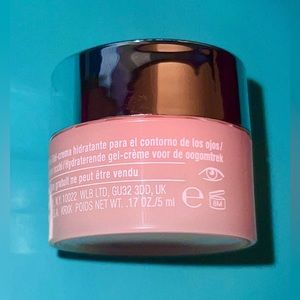 crema hidratante para el contorno de los ojos/
/Hydraterende gel-crème voor de oogomtrek
gratuit ne peut être vendu
N.Y. 10022 WLB LTD, GU32 3DD, UK
POIDS NET WT. .17 OZ./5 ml
6M